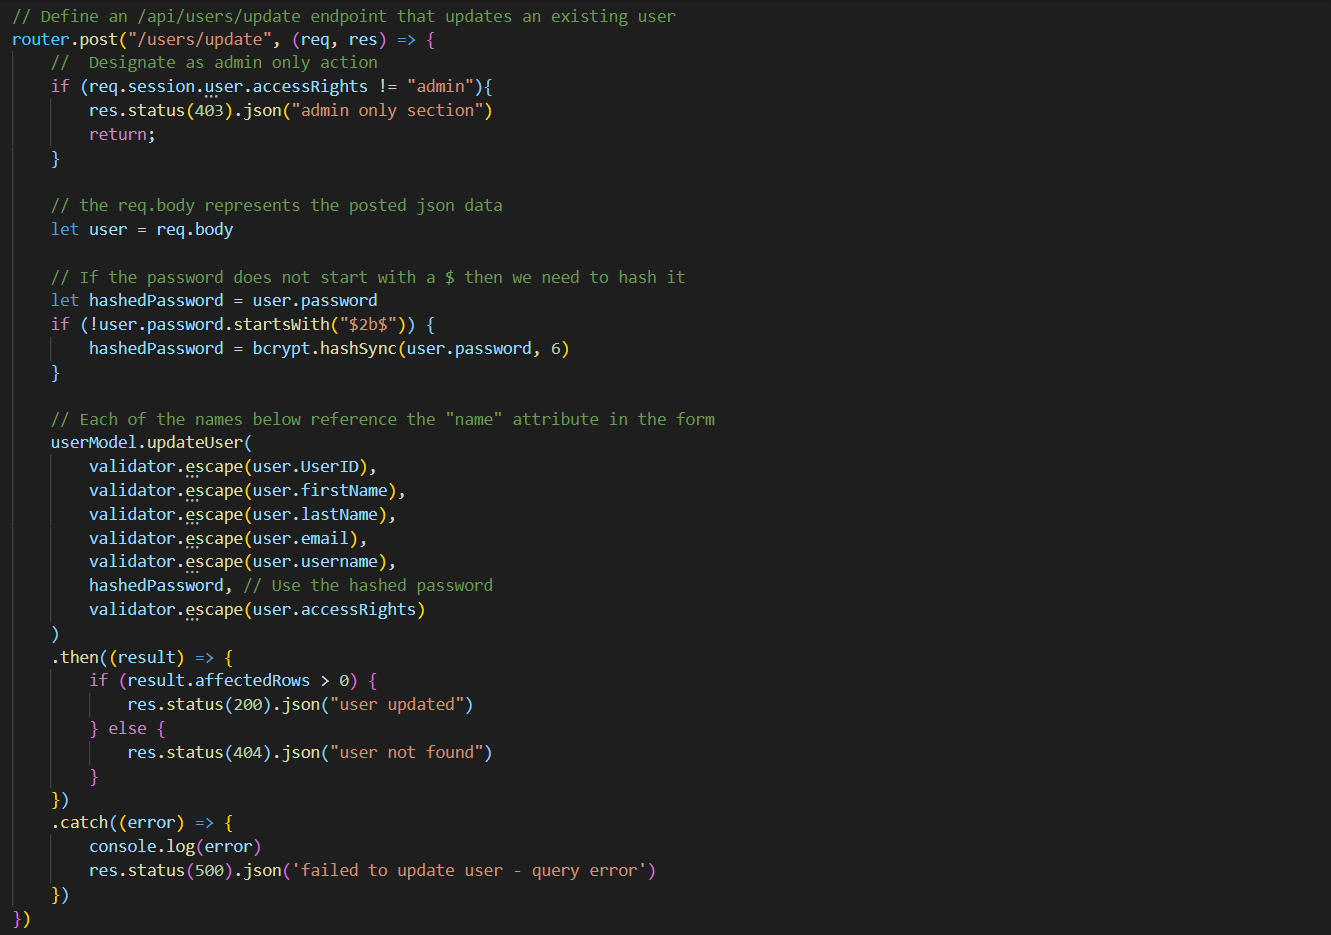 // Define an /api/users/update endpoint that updates an existing user
router.post("/users/update", (req, res) => {
    //  Designate as admin only action
    if (req.session.user.accessRights != "admin"){
        res.status(403).json("admin only section")
        return;
    }

    // the req.body represents the posted json data
    let user = req.body

    // If the password does not start with a $ then we need to hash it
    let hashedPassword = user.password
    if (!user.password.startsWith("$2b$")) {
        hashedPassword = bcrypt.hashSync(user.password, 6)
    }

    // Each of the names below reference the "name" attribute in the form
    userModel.updateUser(
        validator.escape(user.UserID),
        validator.escape(user.firstName),
        validator.escape(user.lastName),
        validator.escape(user.email),
        validator.escape(user.username),
        hashedPassword, // Use the hashed password
        validator.escape(user.accessRights)
    )
    .then((result) => {
        if (result.affectedRows > 0) {
            res.status(200).json("user updated")
        } else {
            res.status(404).json("user not found")
        }
    })
    .catch((error) => {
        console.log(error)
        res.status(500).json('failed to update user - query error')
    })
})